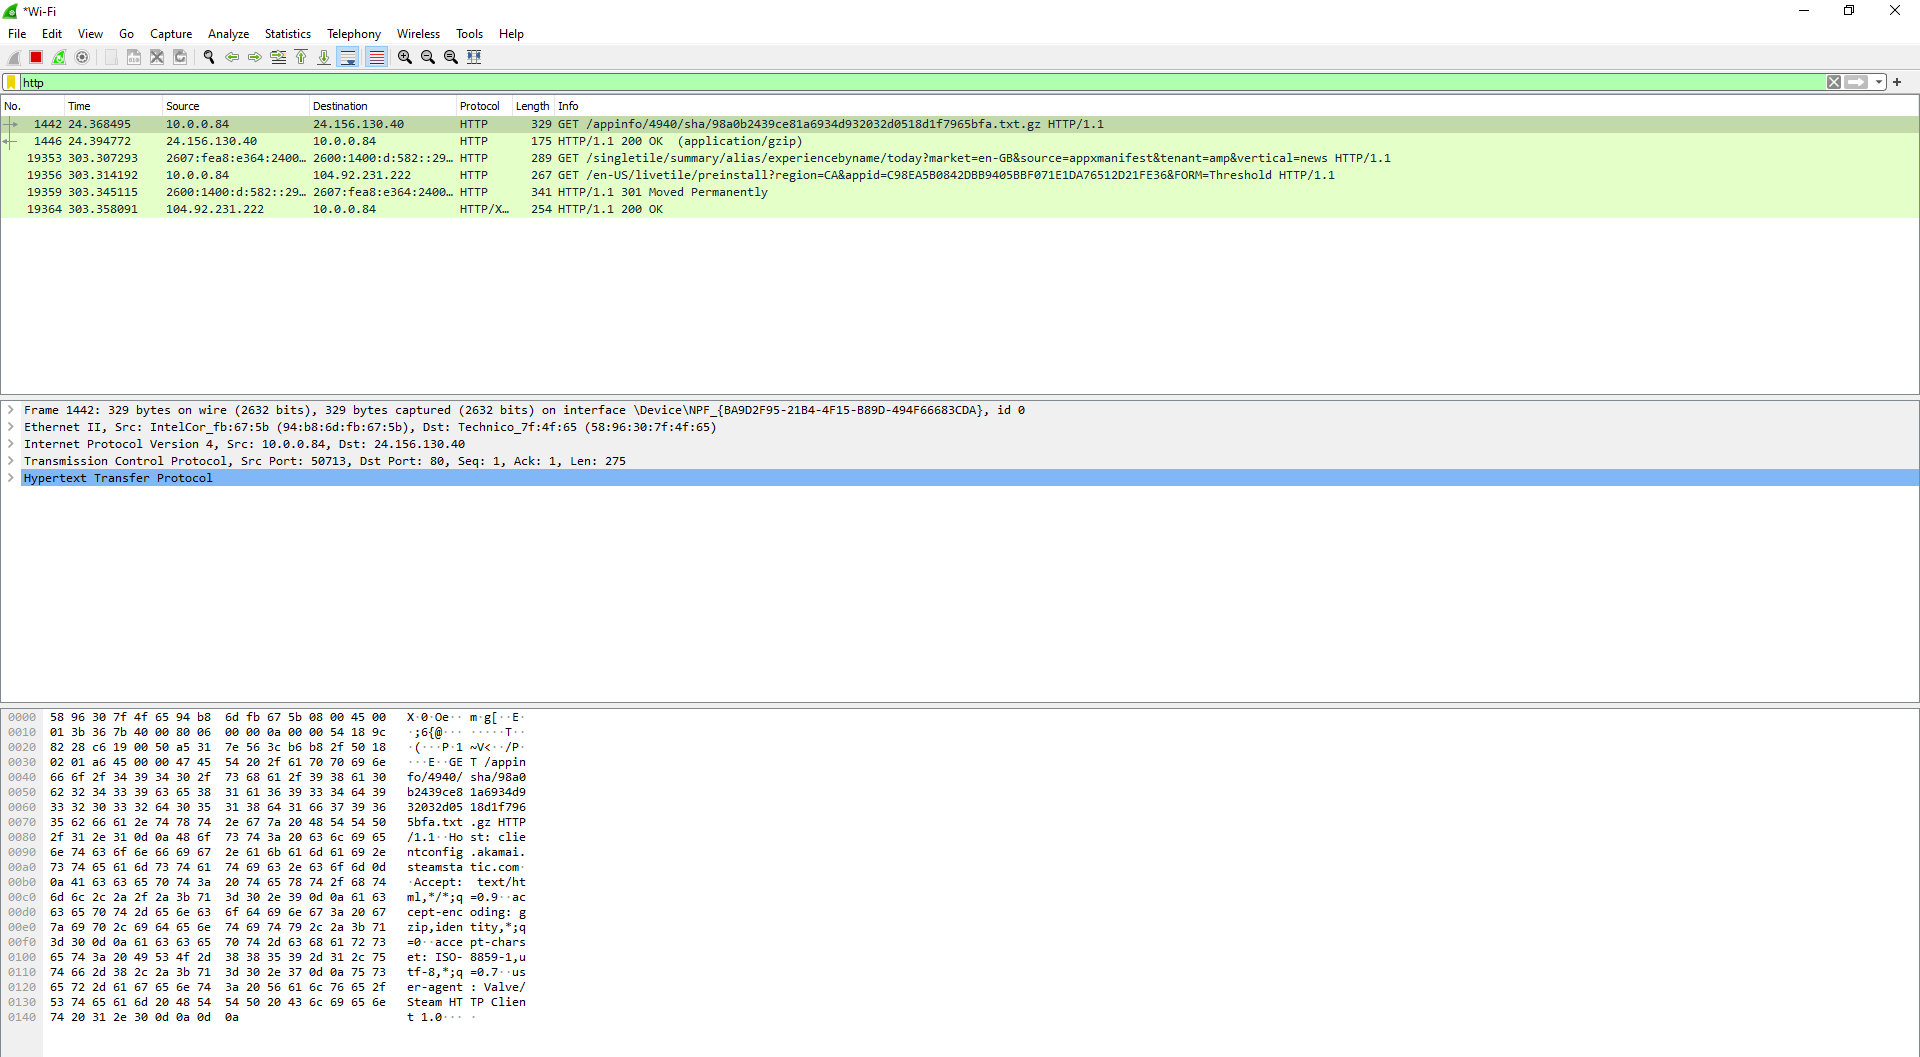 *Wi-Fi
File Edit View Go Capture Analyze Statistics Telephony Wireless Tools Help
http
No. Time Source Destination Protocol Length Info
1442 24.368495 10.0.0.84 24.156.130.40 HTTP 329 GET /appinfo/4940/sha/98a0b2439ce81a6934d932032d0518d1f7965bfa.txt.gz HTTP/1.1
1446 24.394772 24.156.130.40 10.0.0.84 HTTP 175 HTTP/1.1 200 OK (application/gzip)
19353 303.307293 2607:fea8:e364:2400… 2600:1400:d:582::29… HTTP 289 GET /singletile/summary/alias/experiencebyname/today?market=en-GB&source=appxmanifest&tenant=amp&vertical=news HTTP/1.1
19356 303.314192 10.0.0.84 104.92.231.222 HTTP 267 GET /en-US/livetile/preinstall?region=CA&appid=C98EA5B0842DBB9405BBF071E1DA76512D21FE36&FORM=Threshold HTTP/1.1
19359 303.345115 2600:1400:d:582::29… 2607:fea8:e364:2400… HTTP 341 HTTP/1.1 301 Moved Permanently
19364 303.358091 104.92.231.222 10.0.0.84 HTTP/X… 254 HTTP/1.1 200 OK
Frame 1442: 329 bytes on wire (2632 bits), 329 bytes captured (2632 bits) on interface \Device\NPF_{BA9D2F95-21B4-4F15-B89D-494F66683CDA}, id 0
Ethernet II, Src: IntelCor_fb:67:5b (94:b8:6d:fb:67:5b), Dst: Technico_7f:4f:65 (58:96:30:7f:4f:65)
Internet Protocol Version 4, Src: 10.0.0.84, Dst: 24.156.130.40
Transmission Control Protocol, Src Port: 50713, Dst Port: 80, Seq: 1, Ack: 1, Len: 275
Hypertext Transfer Protocol
0000 58 96 30 7f 4f 65 94 b8 6d fb 67 5b 08 00 45 00 X·0·Oe·· m·g[··E·
0010 01 3b 36 7b 40 00 80 06 00 00 0a 00 00 54 18 9c ·;6{@··· ·····T··
0020 82 28 c6 19 00 50 a5 31 7e 56 3c b6 b8 2f 50 18 ·(···P·1 ~V<··/P·
0030 02 01 a6 45 00 00 47 45 54 20 2f 61 70 70 69 6e ···E··GE T /appin
0040 66 6f 2f 34 39 34 30 2f 73 68 61 2f 39 38 61 30 fo/4940/ sha/98a0
0050 62 32 34 33 39 63 65 38 31 61 36 39 33 34 64 39 b2439ce8 1a6934d9
0060 33 32 30 33 32 64 30 35 31 38 64 31 66 37 39 36 32032d05 18d1f796
0070 35 62 66 61 2e 74 78 74 2e 67 7a 20 48 54 54 50 5bfa.txt .gz HTTP
0080 2f 31 2e 31 0d 0a 48 6f 73 74 3a 20 63 6c 69 65 /1.1··Ho st: clie
0090 6e 74 63 6f 6e 66 69 67 2e 61 6b 61 6d 61 69 2e ntconfig .akamai.
00a0 73 74 65 61 6d 73 74 61 74 69 63 2e 63 6f 6d 0d steamsta tic.com·
00b0 0a 41 63 63 65 70 74 3a 20 74 65 78 74 2f 68 74 ·Accept: text/ht
00c0 6d 6c 2c 2a 2f 2a 3b 71 3d 30 2e 39 0d 0a 61 63 ml,*/*;q =0.9··ac
00d0 63 65 70 74 2d 65 6e 63 6f 64 69 6e 67 3a 20 67 cept-enc oding: g
00e0 7a 69 70 2c 69 64 65 6e 74 69 74 79 2c 2a 3b 71 zip,iden tity,*;q
00f0 3d 30 0d 0a 61 63 63 65 70 74 2d 63 68 61 72 73 =0··acce pt-chars
0100 65 74 3a 20 49 53 4f 2d 38 38 35 39 2d 31 2c 75 et: ISO- 8859-1,u
0110 74 66 2d 38 2c 2a 3b 71 3d 30 2e 37 0d 0a 75 73 tf-8,*;q =0.7··us
0120 65 72 2d 61 67 65 6e 74 3a 20 56 61 6c 76 65 2f er-agent : Valve/
0130 53 74 65 61 6d 20 48 54 54 50 20 43 6c 69 65 6e Steam HT TP Clien
0140 74 20 31 2e 30 0d 0a 0d 0a t 1.0··· ·